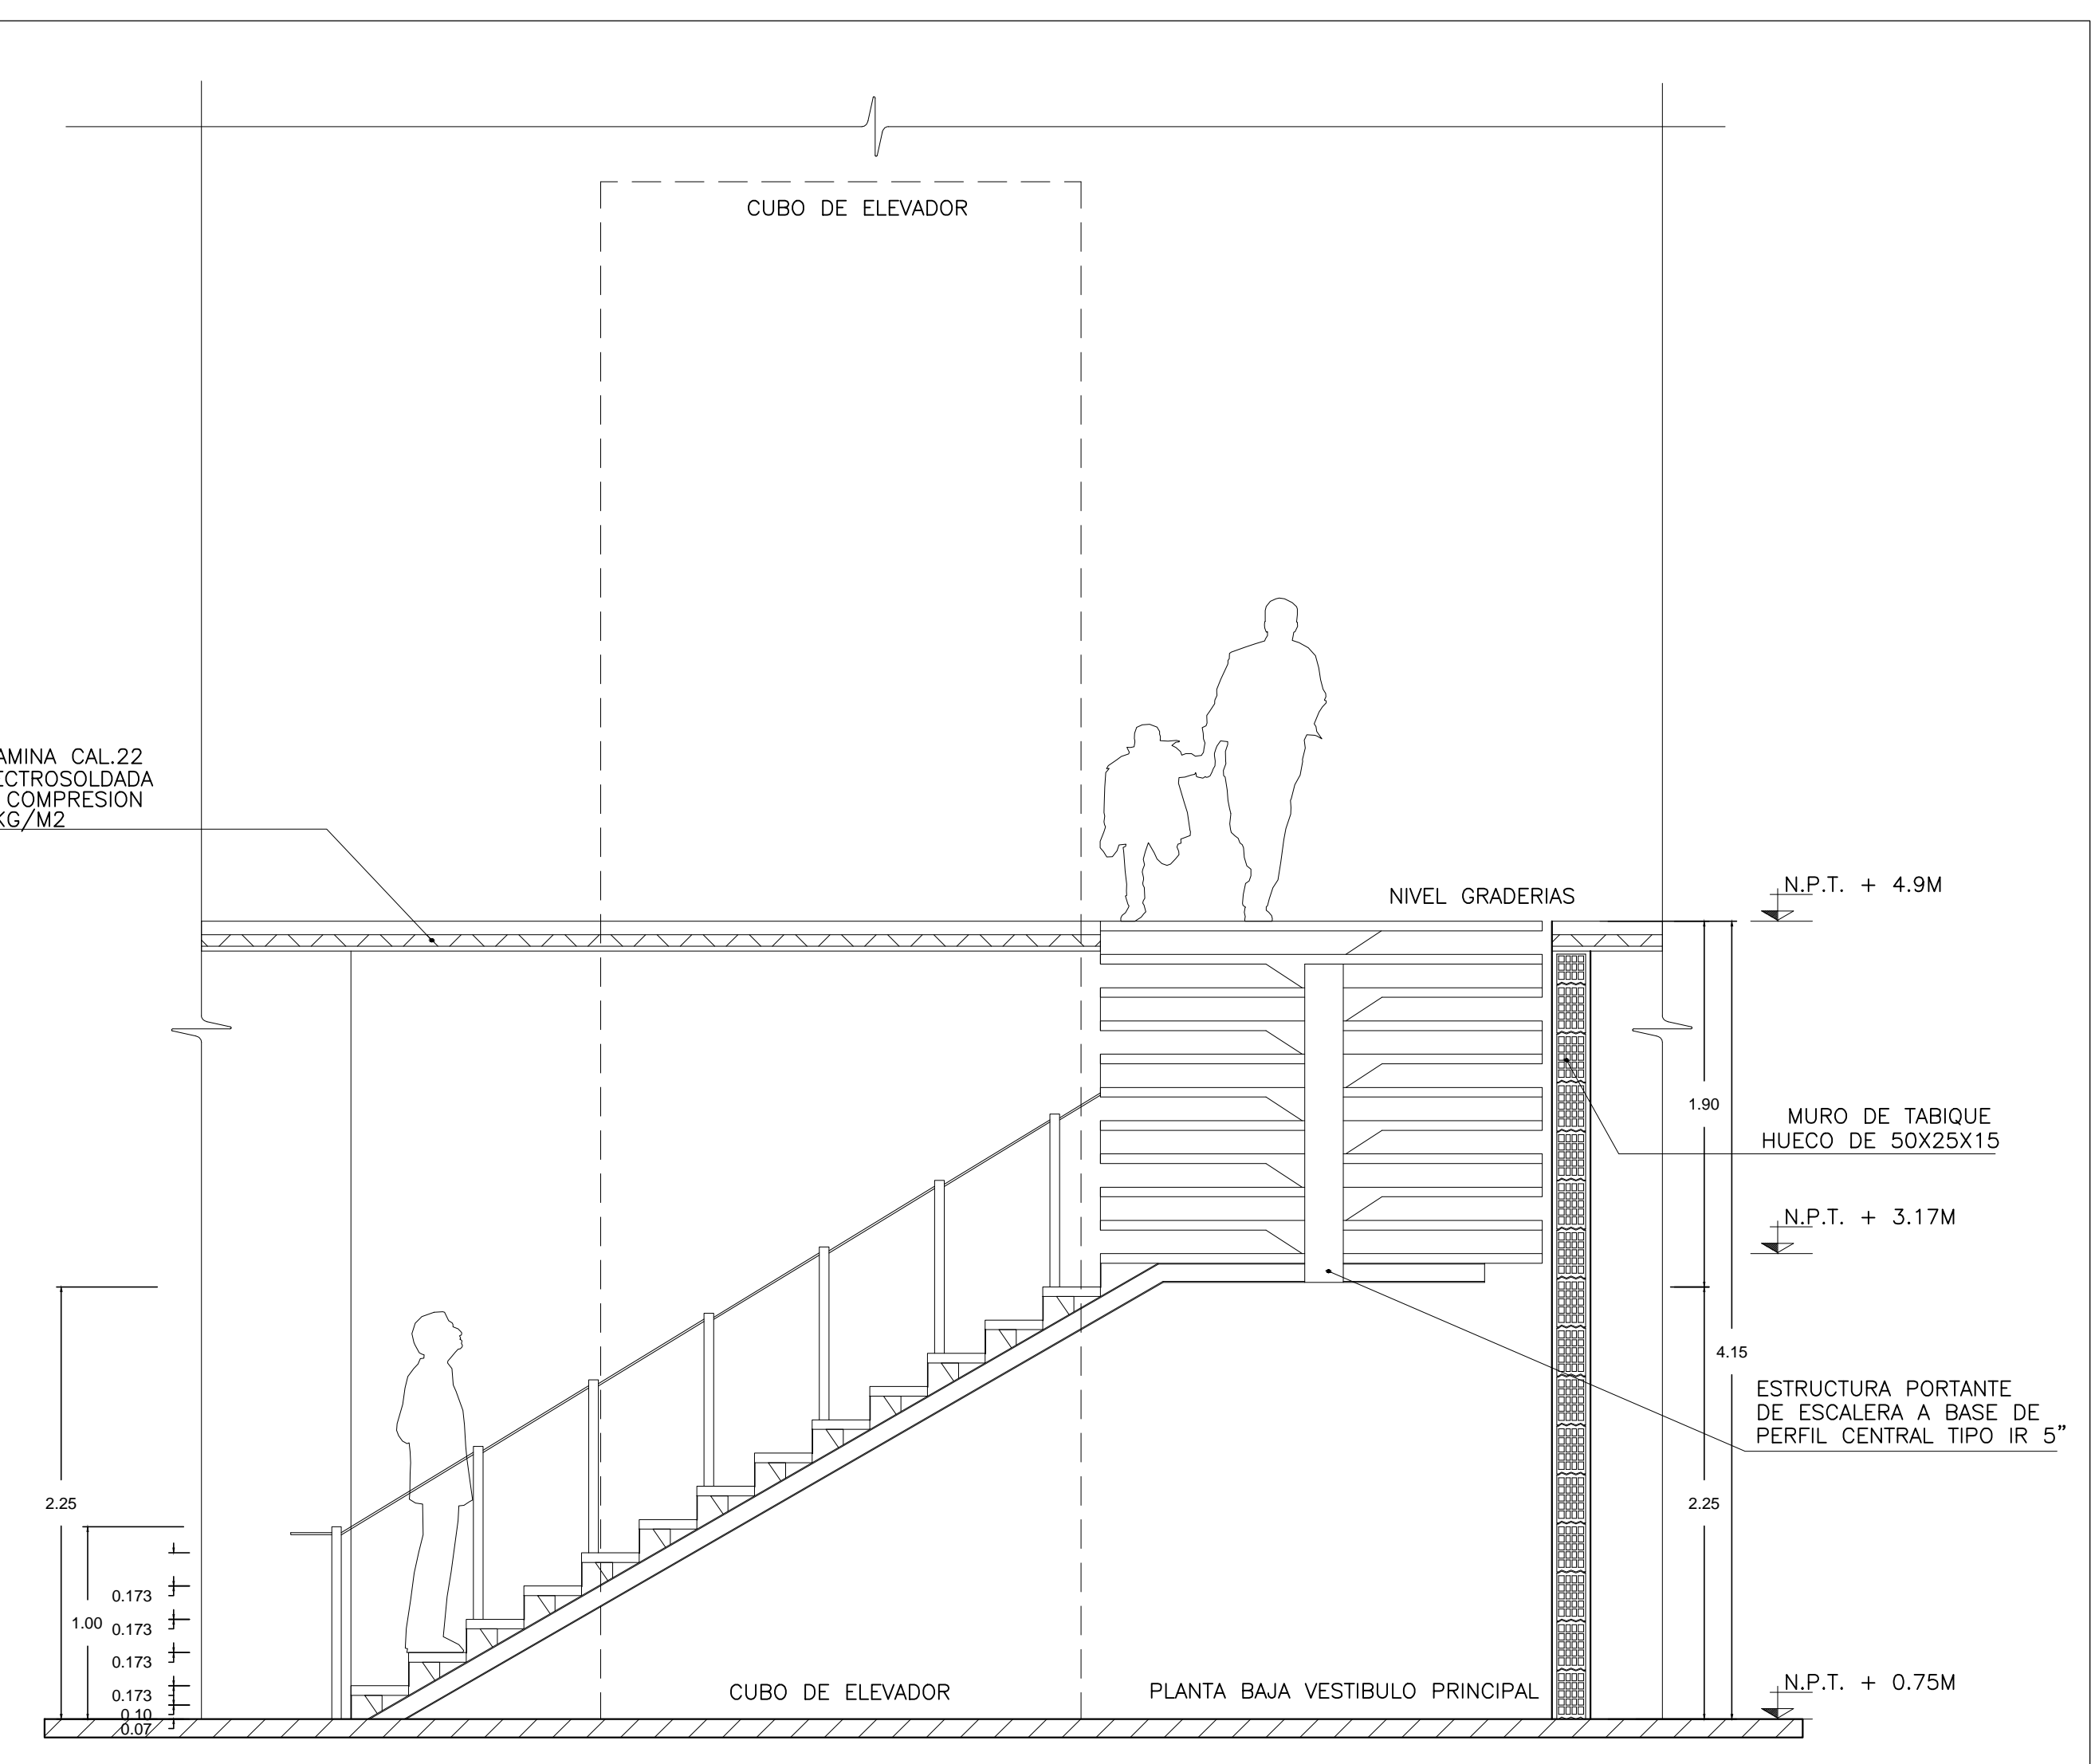 CUBO DE ELEVADOR
AMINA CAL.22
ECTROSOLDADA
COMPRESION
KG/M2
NIVEL GRADERIAS
N.P.T. + 4.9M
1.90
MURO DE TABIQUE
HUECO DE 50X25X15
N.P.T. + 3.17M
4.15
ESTRUCTURA PORTANTE
DE ESCALERA A BASE DE
PERFIL CENTRAL TIPO IR 5”
2.25
2.25
1.00
0.173
0.173
0.173
0.173
0.10
0.07
CUBO DE ELEVADOR
PLANTA BAJA VESTIBULO PRINCIPAL
N.P.T. + 0.75M